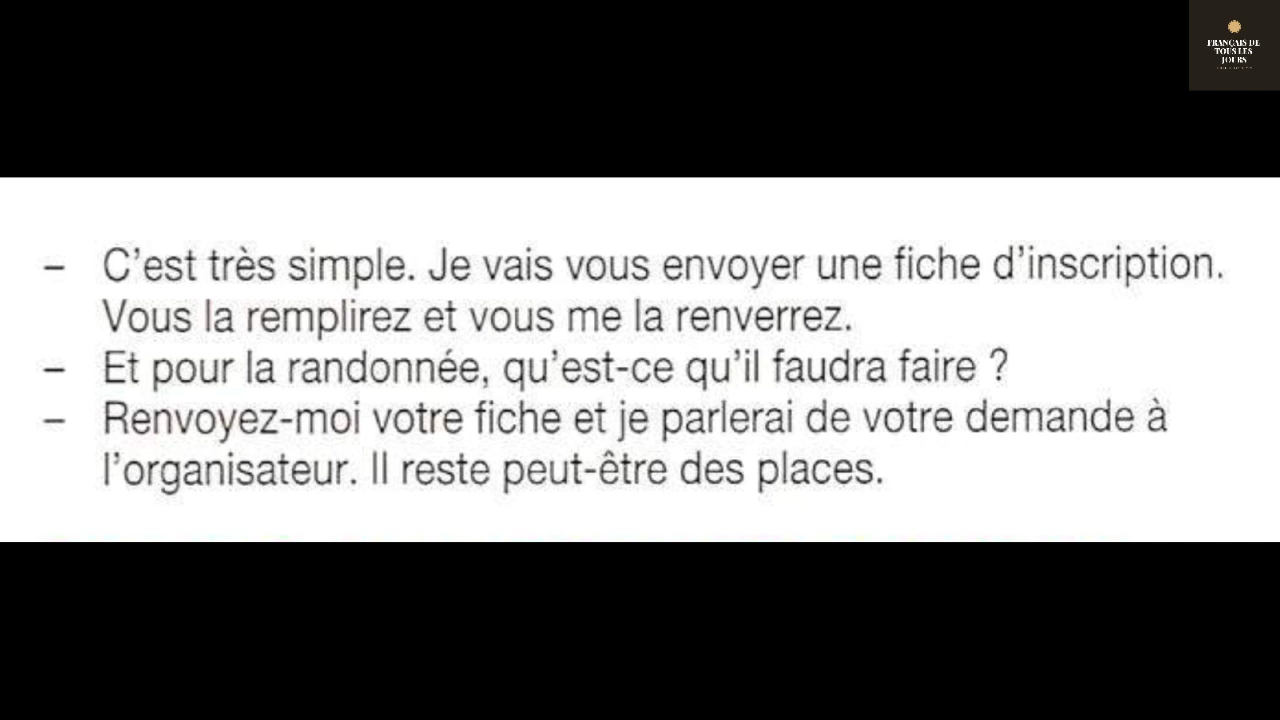 FRANÇAIS DE
TOUS LES
JOURS
– C'est très simple. Je vais vous envoyer une fiche d'inscription.
Vous la remplirez et vous me la renverrez.
– Et pour la randonnée, qu'est-ce qu'il faudra faire ?
– Renvoyez-moi votre fiche et je parlerai de votre demande à
l'organisateur. Il reste peut-être des places.